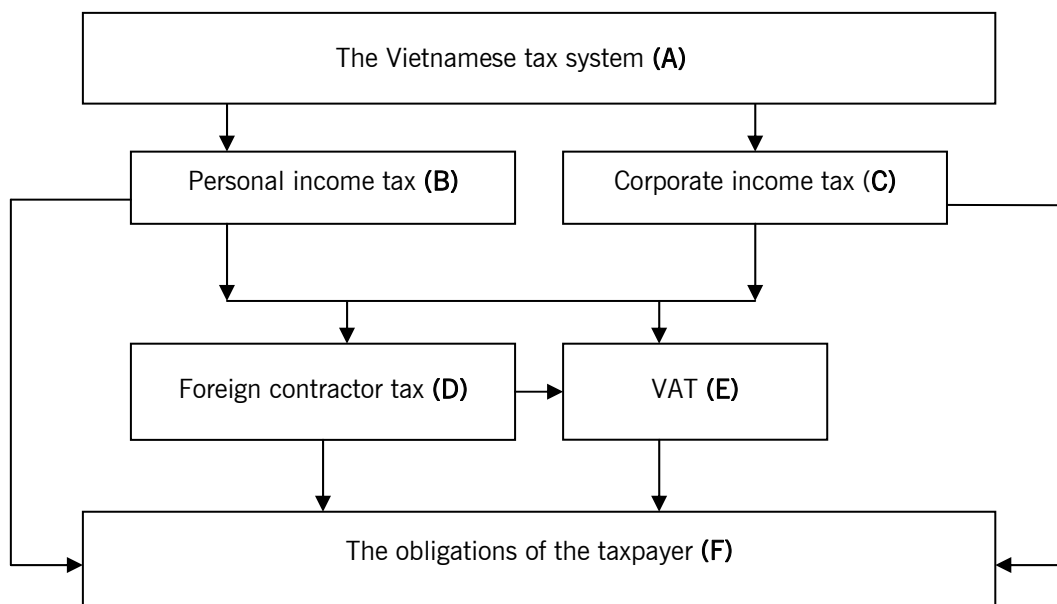 The Vietnamese tax system (A)
Personal income tax (B)
Corporate income tax (C)
Foreign contractor tax (D)
VAT (E)
The obligations of the taxpayer (F)